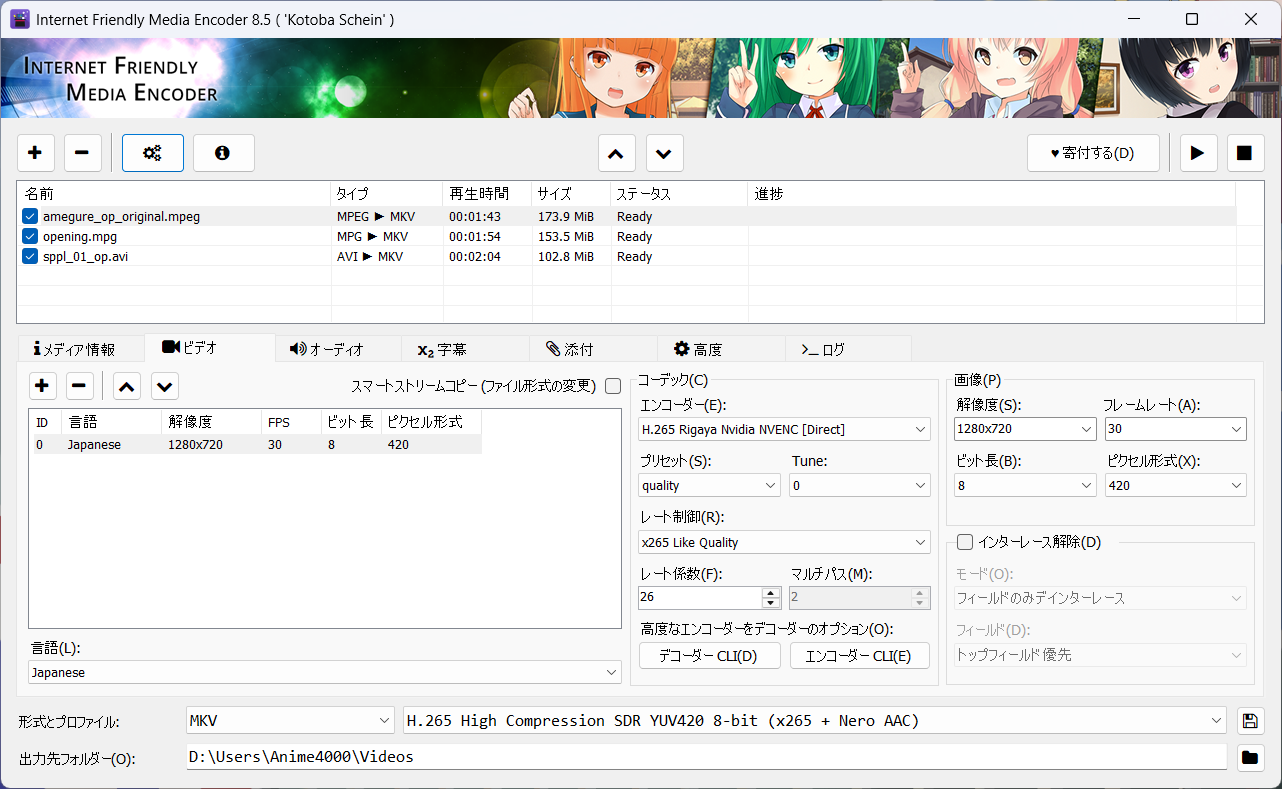 Internet Friendly Media Encoder 8.5 ( 'Kotoba Schein' )
INTERNET FRIENDLY
MEDIA ENCODER
♥寄付する(D)
名前 タイプ 再生時間 サイズ ステータス 進捗
amegure_op_original.mpeg MPEG ► MKV 00:01:43 173.9 MiB Ready
opening.mpg MPG ► MKV 00:01:54 153.5 MiB Ready
sppl_01_op.avi AVI ► MKV 00:02:04 102.8 MiB Ready
メディア情報 ビデオ オーディオ x₂字幕 添付 高度 >_ログ
スマートストリームコピー(ファイル形式の変更)
ID 言語 解像度 FPS ビット長 ピクセル形式
0 Japanese 1280x720 30 8 420
言語(L):
Japanese
コーデック(C)
エンコーダー(E):
H.265 Rigaya Nvidia NVENC [Direct]
プリセット(S): Tune:
quality 0
レート制御(R):
x265 Like Quality
レート係数(F): マルチパス(M):
26 2
高度なエンコーダーをデコーダーのオプション(O):
デコーダー CLI(D) エンコーダー CLI(E)
画像(P)
解像度(S): フレームレート(A):
1280x720 30
ビット長(B): ピクセル形式(X):
8 420
インターレース解除(D)
モード(O):
フィールドのみデインターレース
フィールド(D):
トップフィールド優先
形式とプロファイル: MKV H.265 High Compression SDR YUV420 8-bit (x265 + Nero AAC)
出力先フォルダー(O): D:\Users\Anime4000\Videos